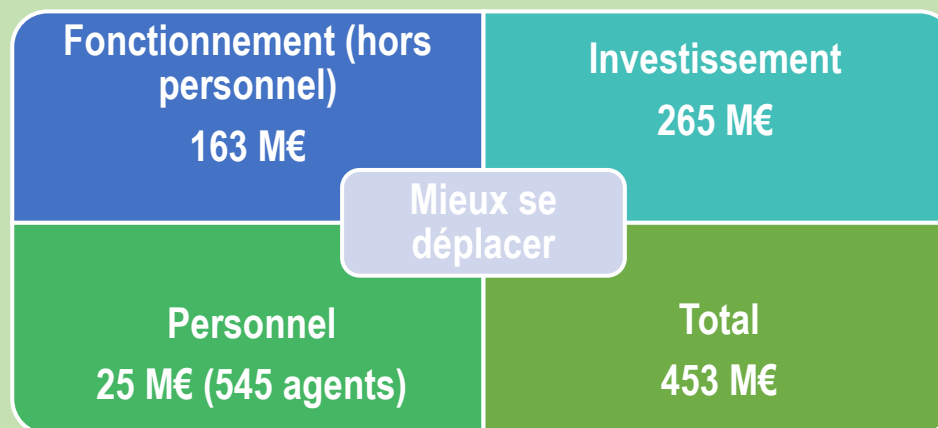 Fonctionnement (hors
personnel)
163 M€
Investissement
265 M€
Mieux se
déplacer
Personnel
25 M€ (545 agents)
Total
453 M€